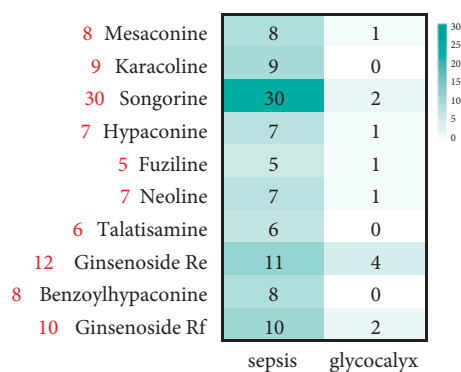 8 Mesaconine 8 1
9 Karacoline 9 0
30 Songorine 30 2
7 Hypaconine 7 1
5 Fuziline 5 1
7 Neoline 7 1
6 Talatisamine 6 0
12 Ginsenoside Re 11 4
8 Benzoylhypaconine 8 0
10 Ginsenoside Rf 10 2
sepsis glycocalyx
30
25
20
15
10
5
0